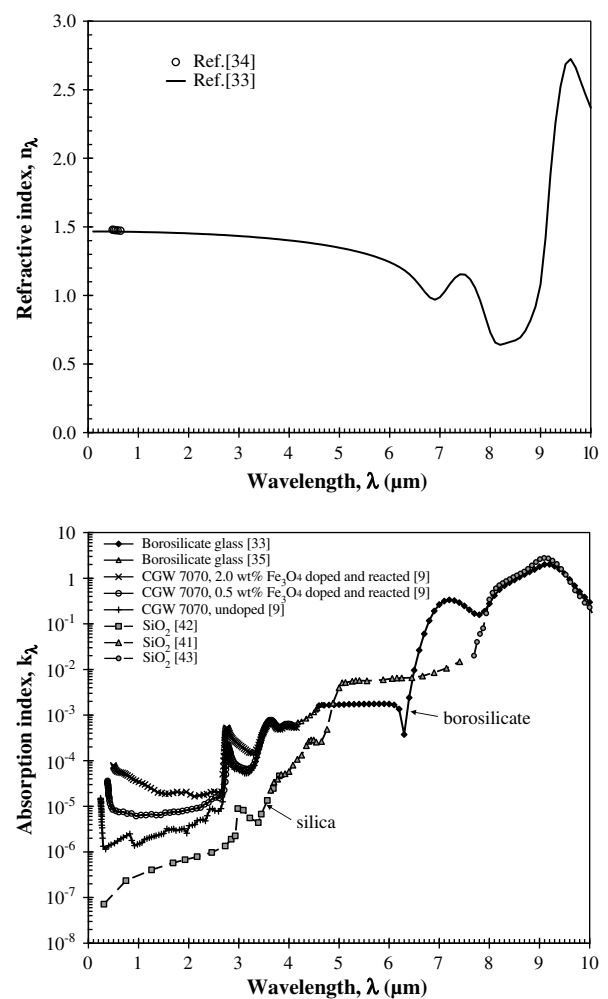 3.0
2.5
2.0
1.5
1.0
0.5
0.0
Refractive index, nλ
Ref.[34]
Ref.[33]
0 1 2 3 4 5 6 7 8 9 10
Wavelength, λ (μm)
10
1
10⁻¹
10⁻²
10⁻³
10⁻⁴
10⁻⁵
10⁻⁶
10⁻⁷
10⁻⁸
Absorption index, kλ
Borosilicate glass [33]
Borosilicate glass [35]
CGW 7070, 2.0 wt% Fe₃O₄ doped and reacted [9]
CGW 7070, 0.5 wt% Fe₃O₄ doped and reacted [9]
CGW 7070, undoped [9]
SiO₂ [42]
SiO₂ [41]
SiO₂ [43]
borosilicate
silica
0 1 2 3 4 5 6 7 8 9 10
Wavelength, λ (μm)